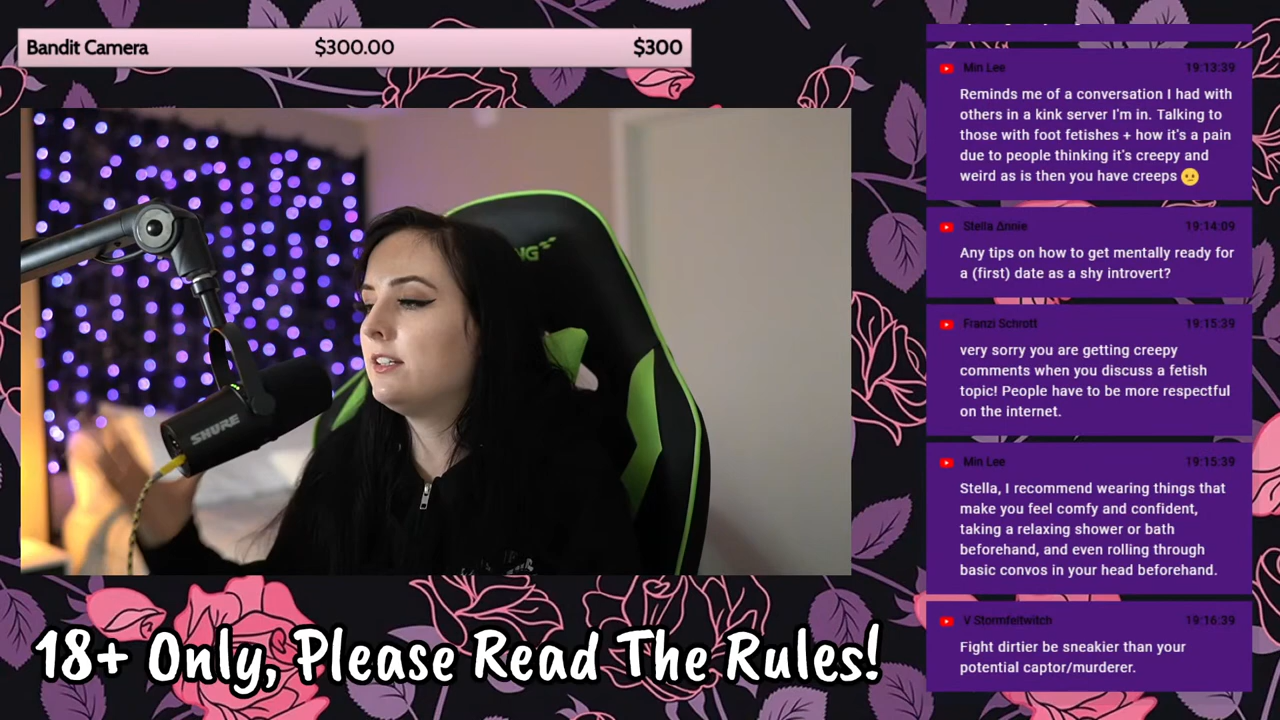 Bandit Camera $300.00 $300
Min Lee 19:13:39
Reminds me of a conversation I had with
others in a kink server I'm in. Talking to
those with foot fetishes + how it's a pain
due to people thinking it's creepy and
weird as is then you have creeps 😐
Stella Δnnie 19:14:09
Any tips on how to get mentally ready for
a (first) date as a shy introvert?
Franzi Schrott 19:15:39
very sorry you are getting creepy
comments when you discuss a fetish
topic! People have to be more respectful
on the internet.
Min Lee 19:15:39
Stella, I recommend wearing things that
make you feel comfy and confident,
taking a relaxing shower or bath
beforehand, and even rolling through
basic convos in your head beforehand.
V Stormfeltwitch 19:16:39
Fight dirtier be sneakier than your
potential captor/murderer.
NG
SHURE
18+ Only, Please Read The Rules!